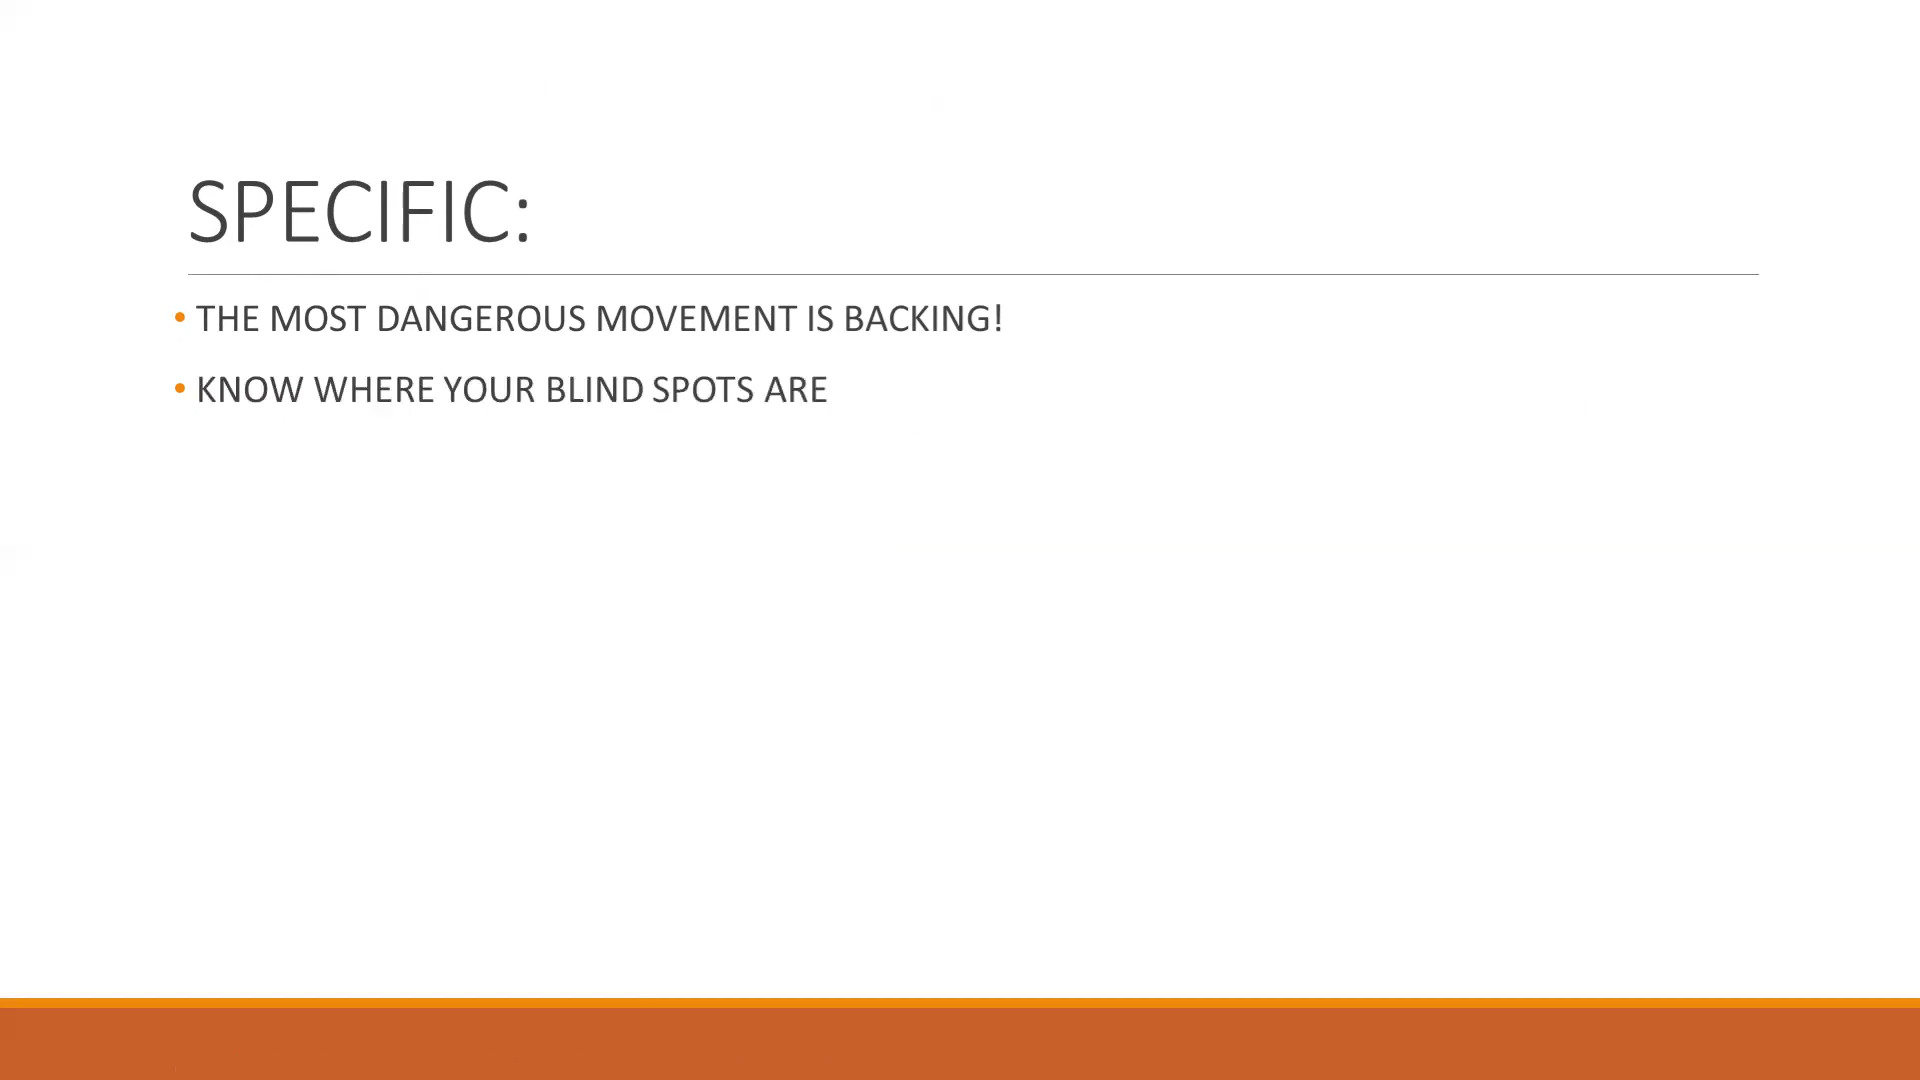 SPECIFIC:
• THE MOST DANGEROUS MOVEMENT IS BACKING!
• KNOW WHERE YOUR BLIND SPOTS ARE